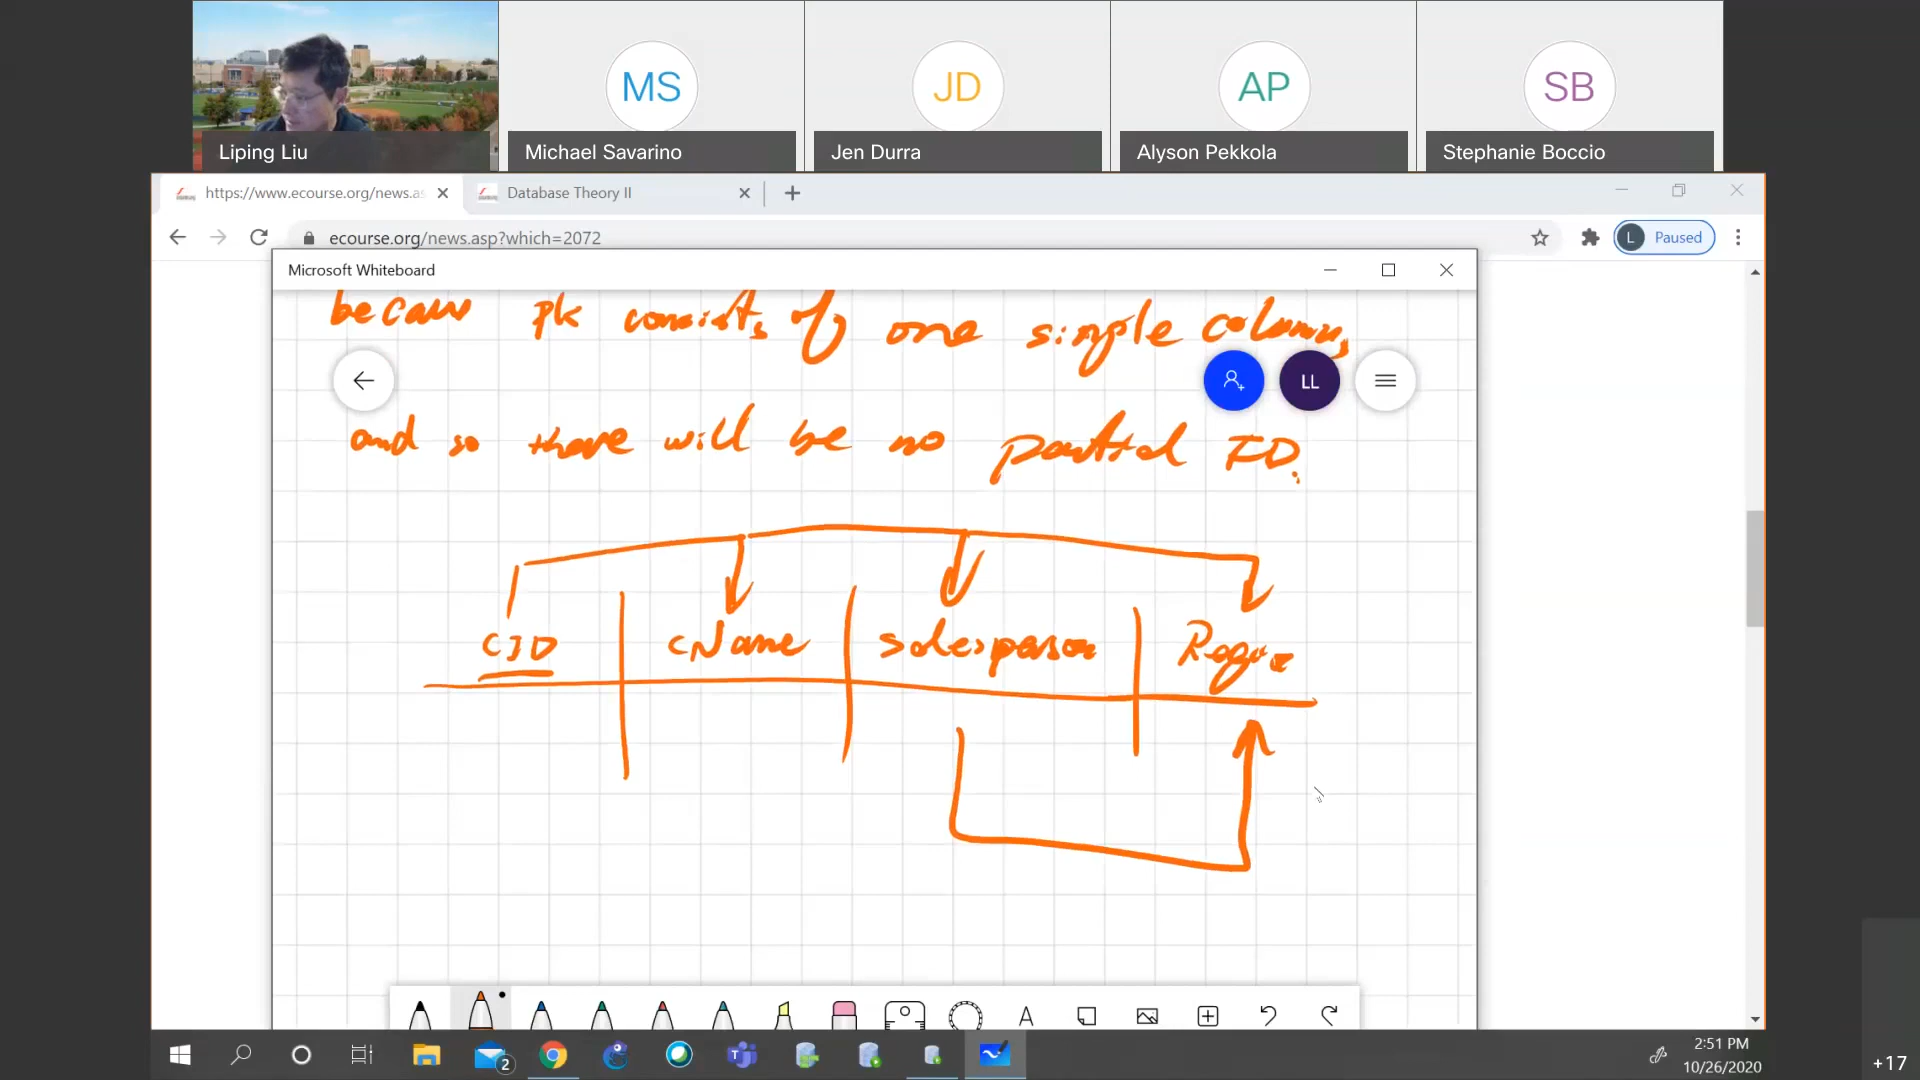 MS
JD
AP
SB
Liping Liu
Michael Savarino
Jen Durra
Alyson Pekkola
Stephanie Boccio
https://www.ecourse.org/news.as
Database Theory II
ecourse.org/news.asp?which=2072
L Paused
Microsoft Whiteboard
because PK consists of one simple column,
LL
and so there will be no partial FD.
CID cName salesperson Region
A
2
2:51 PM
10/26/2020
+17